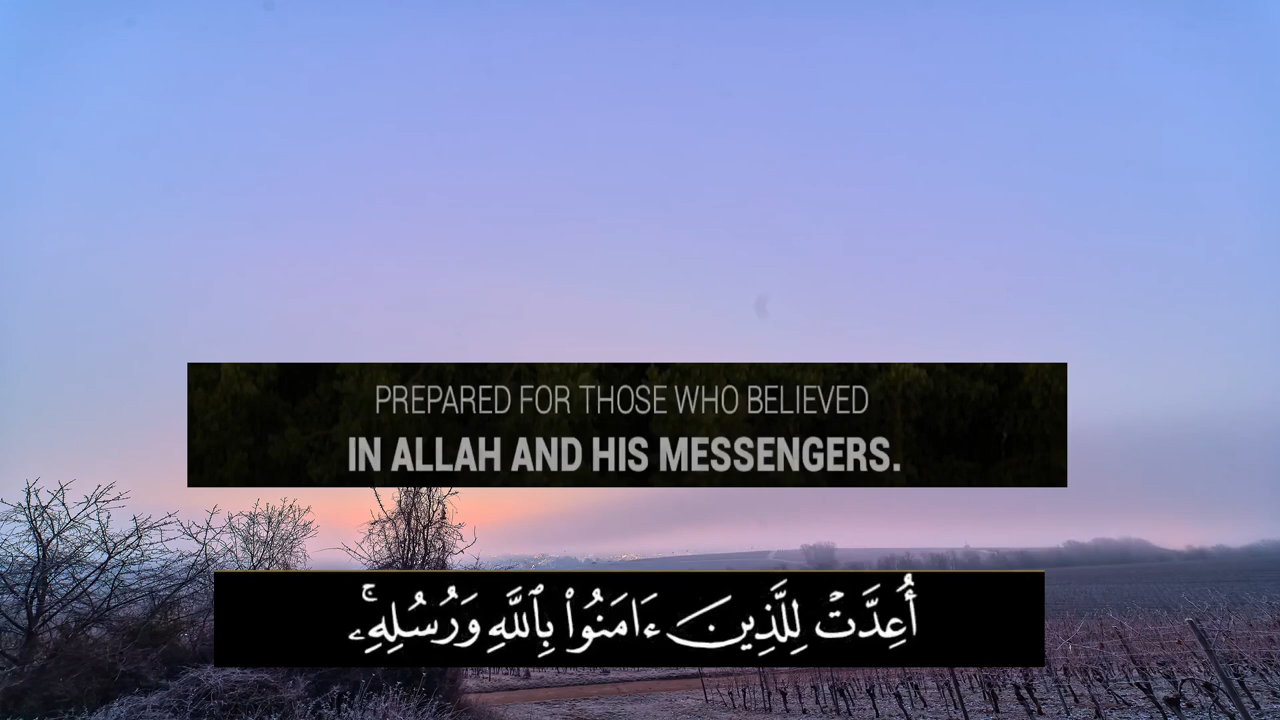 PREPARED FOR THOSE WHO BELIEVED
IN ALLAH AND HIS MESSENGERS.
أُعِدَّتْ لِلَّذِينَ ءَامَنُوا۟ بِٱللَّهِ وَرُسُلِهِۦۚ